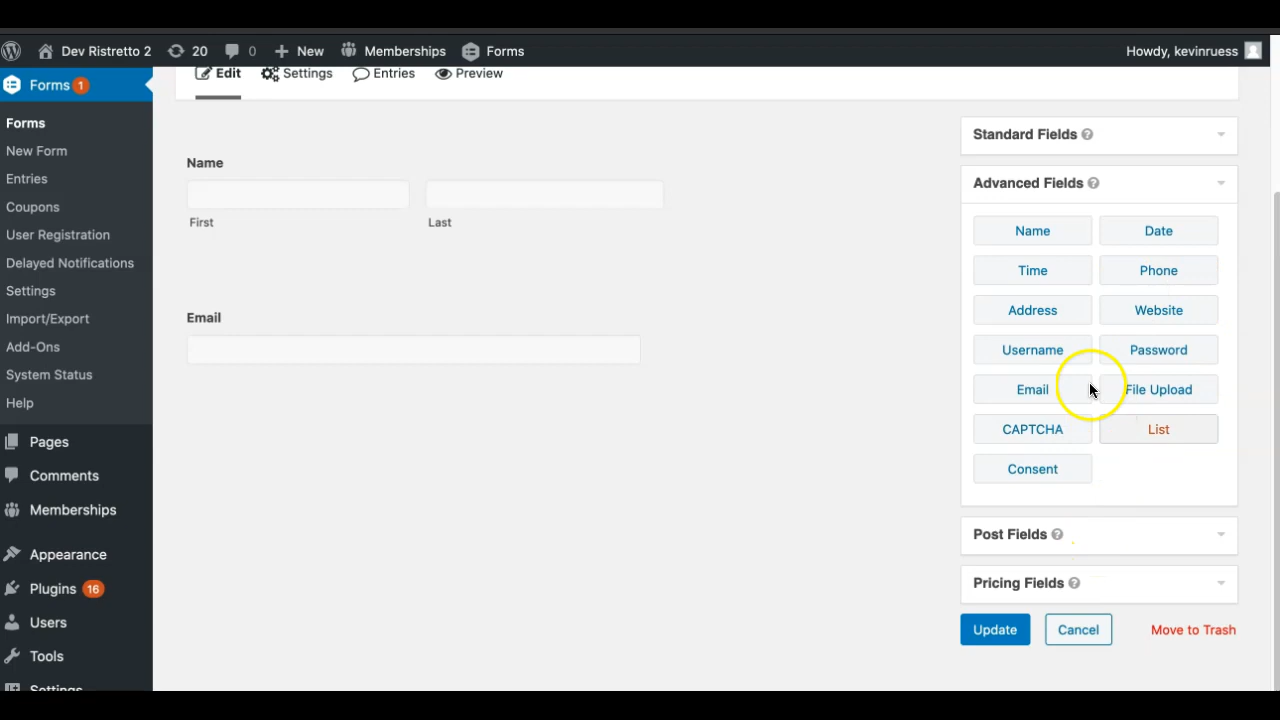 Dev Ristretto 2 20 0 New Memberships Forms Howdy, kevinruess
Forms 1
Forms
New Form
Entries
Coupons
User Registration
Delayed Notifications
Settings
Import/Export
Add-Ons
System Status
Help
Pages
Comments
Memberships
Appearance
Plugins 16
Users
Tools
Settings
Edit Settings Entries Preview
Name
First Last
Email
Standard Fields ?
Advanced Fields ?
Name Date
Time Phone
Address Website
Username Password
Email File Upload
CAPTCHA List
Consent
Post Fields ?
Pricing Fields ?
Update Cancel Move to Trash